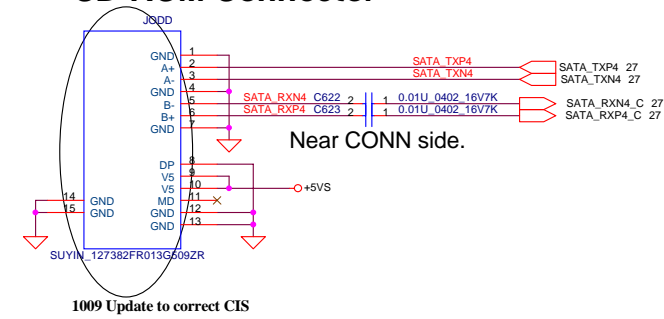 CD-ROM Connector
JODD
GND 1
A+ 2
A- 3
GND 4
B- 5
B+ 6
GND 7
SATA_TXP4
SATA_TXN4
SATA_TXP4 27
SATA_TXN4 27
SATA_RXN4 C622 2 1 0.01U_0402_16V7K
SATA_RXP4 C623 2 1 0.01U_0402_16V7K
SATA_RXN4_C 27
SATA_RXP4_C 27
Near CONN side.
DP 8
V5 9
V5 10
MD 11
GND 12
GND 13
+5VS
14 GND
15 GND
SUYIN_127382FR013G509ZR
1009 Update to correct CIS